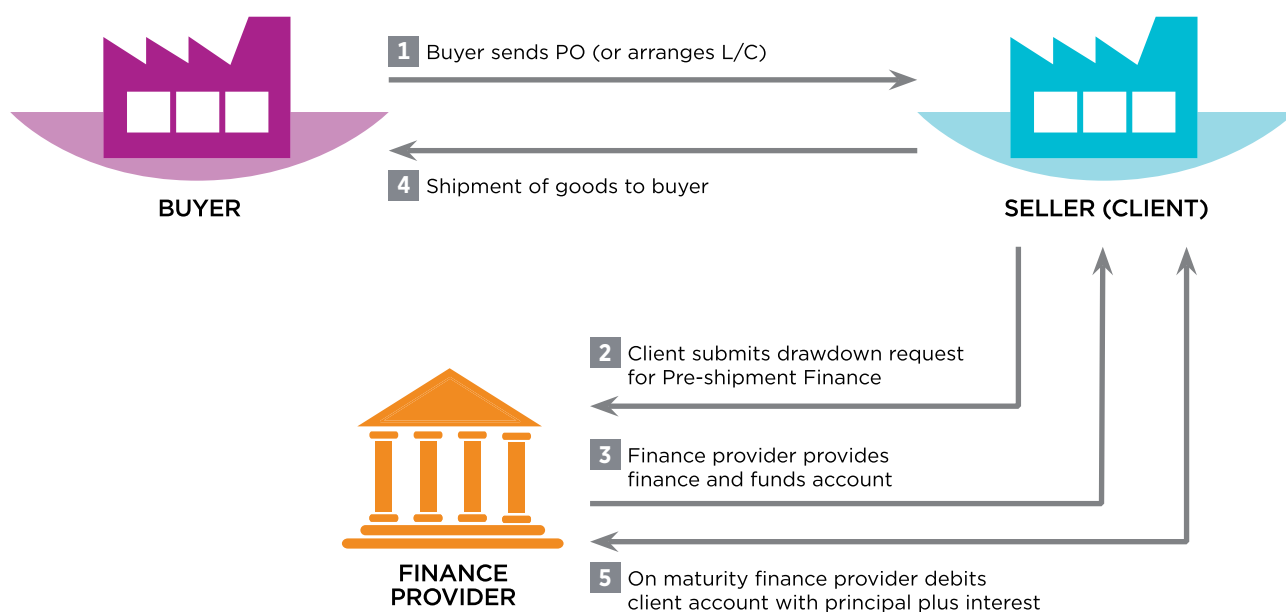 1 Buyer sends PO (or arranges L/C)
4 Shipment of goods to buyer
BUYER
SELLER (CLIENT)
2 Client submits drawdown request
for Pre-shipment Finance
3 Finance provider provides
finance and funds account
FINANCE
PROVIDER
5 On maturity finance provider debits
client account with principal plus interest